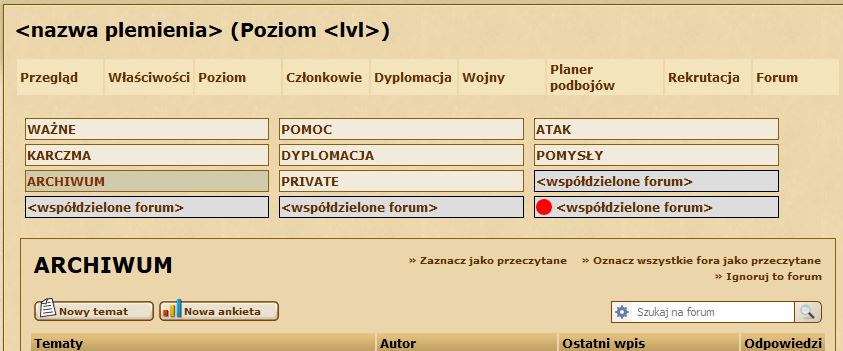 <nazwa plemienia> (Poziom <lvl>)
Przegląd Właściwości Poziom Członkowie Dyplomacja Wojny Planer podbojów Rekrutacja Forum
WAŻNE POMOC ATAK
KARCZMA DYPLOMACJA POMYSŁY
ARCHIWUM PRIVATE <współdzielone forum>
<współdzielone forum> <współdzielone forum> <współdzielone forum>
ARCHIWUM
» Zaznacz jako przeczytane » Oznacz wszystkie fora jako przeczytane
» Ignoruj to forum
Nowy temat Nowa ankieta Szukaj na forum
Tematy Autor Ostatni wpis Odpowiedzi